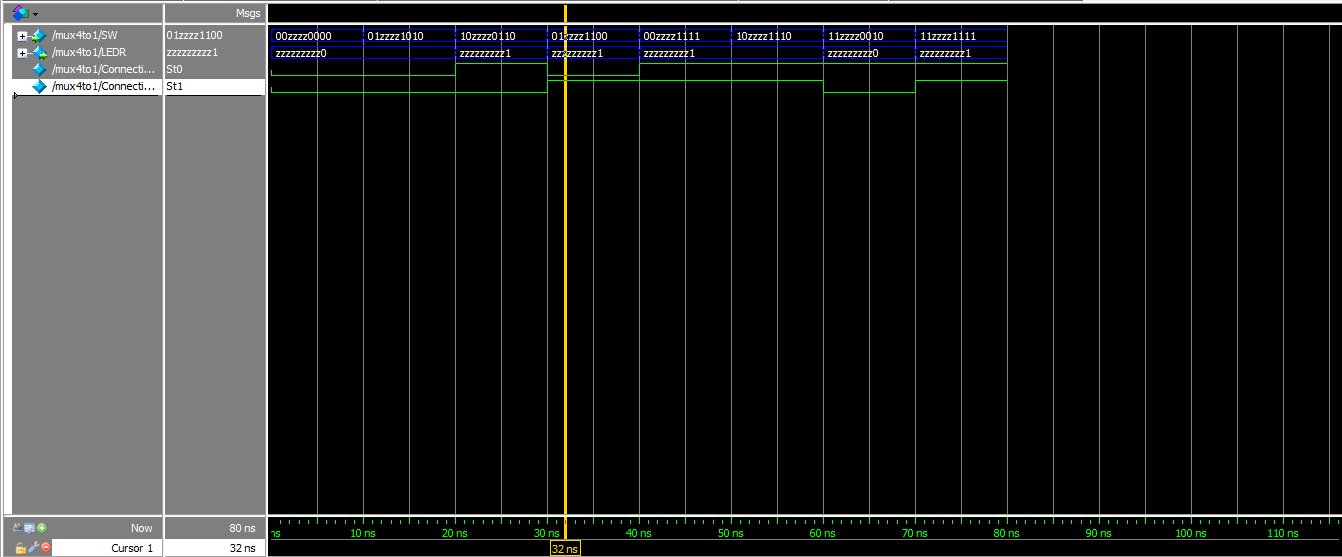 Msgs
/mux4to1/SW 01zzzz1100 00zzzz0000 01zzzz1010 10zzzz0110 01zzzz1100 00zzzz1111 10zzzz1110 11zzzz0010 11zzzz1111
/mux4to1/LEDR zzzzzzzzz1 zzzzzzzzz0 zzzzzzzzz1 zzzzzzzzz1 zzzzzzzzz1 zzzzzzzzz0 zzzzzzzzz1
/mux4to1/Connecti... St0
/mux4to1/Connecti... St1
Now 80 ns ns 10 ns 20 ns 30 ns 40 ns 50 ns 60 ns 70 ns 80 ns 90 ns 100 ns 110 ns
Cursor 1 32 ns 32 ns